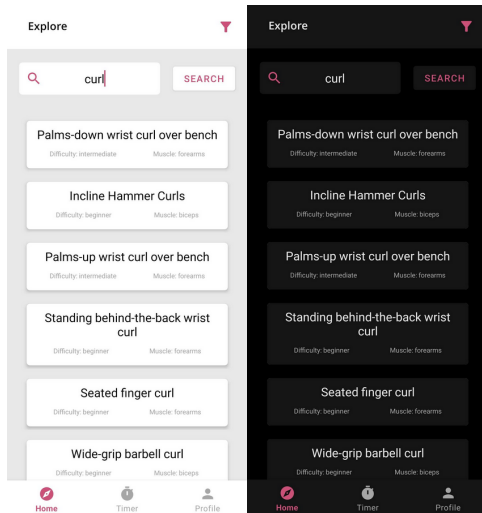 Explore
curl
SEARCH
Palms-down wrist curl over bench
Difficulty: intermediate Muscle: forearms
Incline Hammer Curls
Difficulty: beginner Muscle: biceps
Palms-up wrist curl over bench
Difficulty: intermediate Muscle: forearms
Standing behind-the-back wrist
curl
Difficulty: beginner Muscle: forearms
Seated finger curl
Difficulty: beginner Muscle: forearms
Wide-grip barbell curl
Difficulty: beginner Muscle: biceps
Home Timer Profile
Explore
curl
SEARCH
Palms-down wrist curl over bench
Difficulty: intermediate Muscle: forearms
Incline Hammer Curls
Difficulty: beginner Muscle: biceps
Palms-up wrist curl over bench
Difficulty: intermediate Muscle: forearms
Standing behind-the-back wrist
curl
Difficulty: beginner Muscle: forearms
Seated finger curl
Difficulty: beginner Muscle: forearms
Wide-grip barbell curl
Difficulty: beginner Muscle: biceps
Home Timer Profile